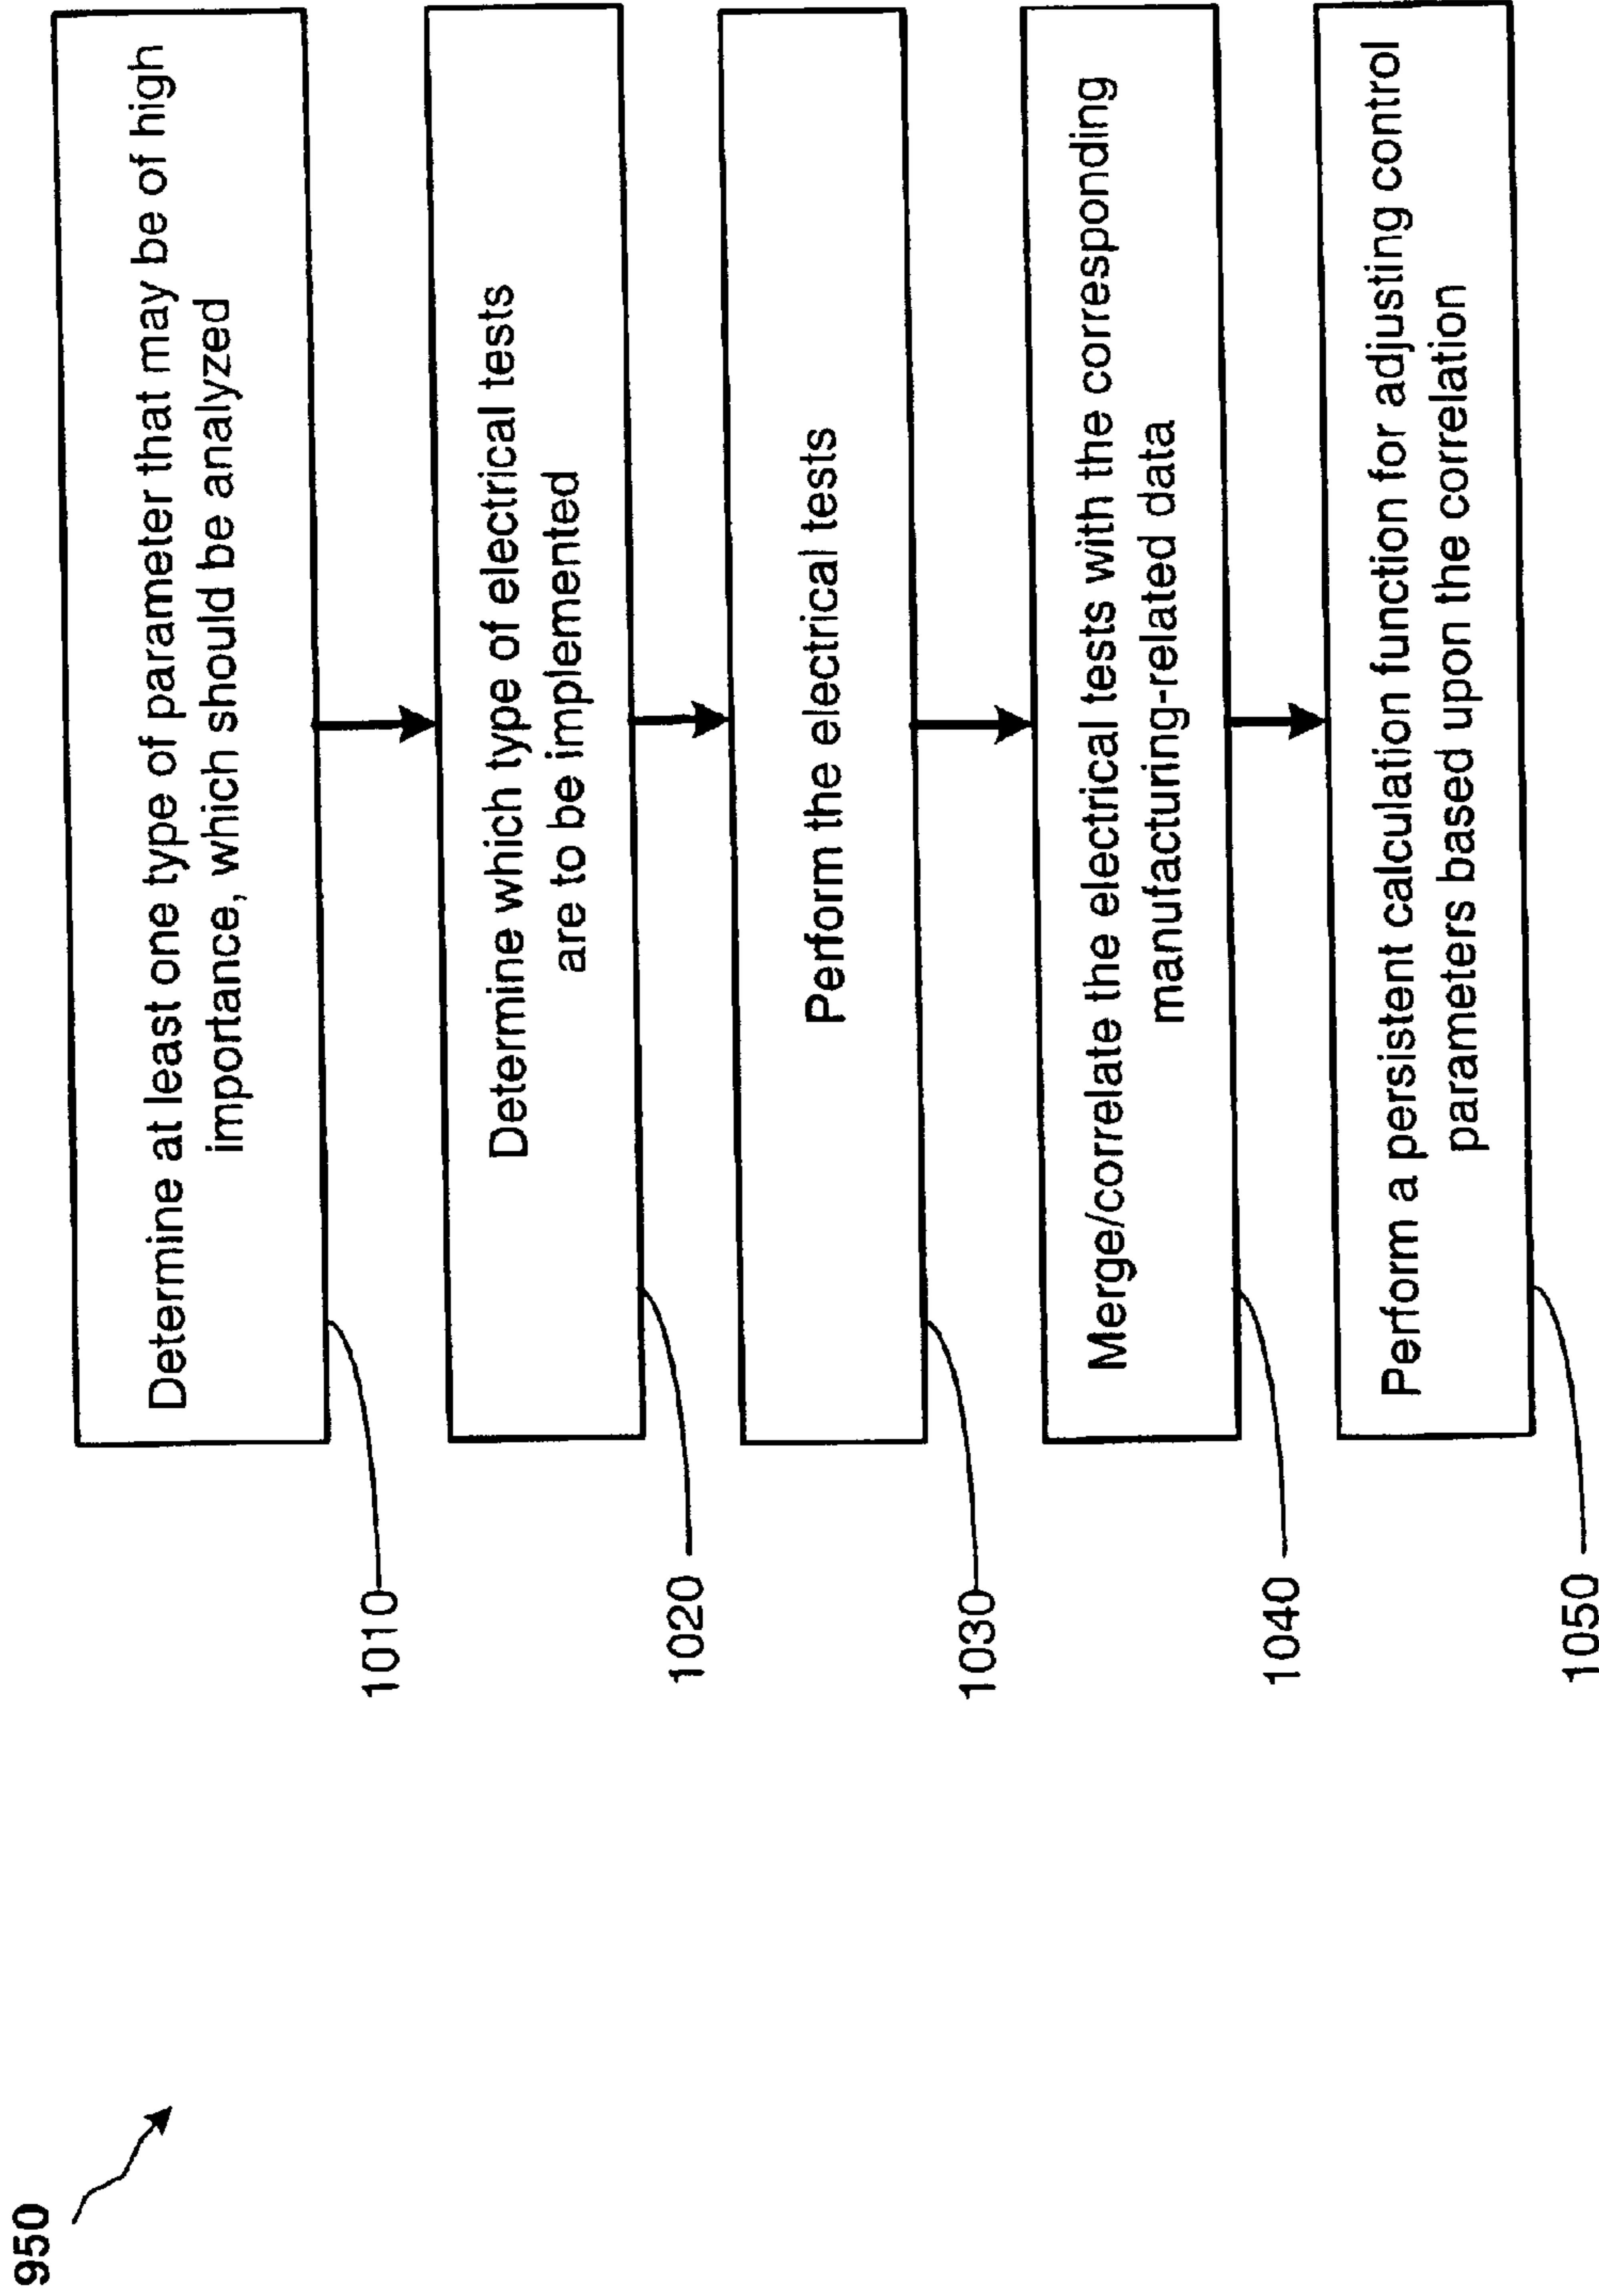 950
Determine at least one type of parameter that may be of high
importance, which should be analyzed
1010
Determine which type of electrical tests
are to be implemented
1020
Perform the electrical tests
1030
Merge/correlate the electrical tests with the corresponding
manufacturing-related data
1040
Perform a persistent calculation function for adjusting control
parameters based upon the correlation
1050